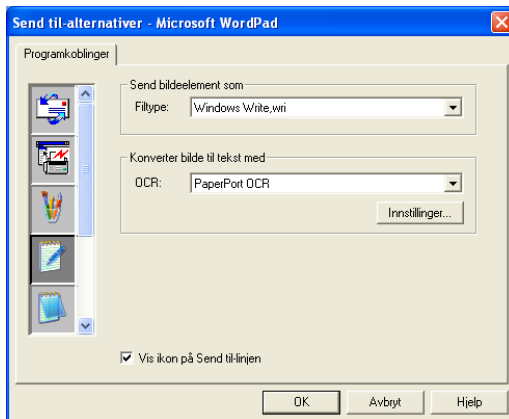 Send til-alternativer - Microsoft WordPad
Programkoblinger
Send bildeelement som
Filtype: Windows Write,wri
Konverter bilde til tekst med
OCR: PaperPort OCR
Innstillinger...
Vis ikon på Send til-linjen
OK Avbryt Hjelp